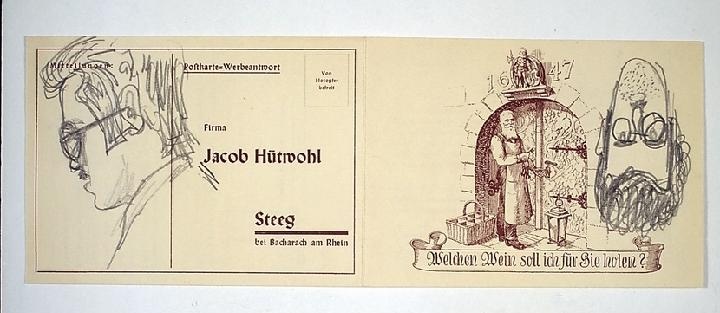 Mitteilungen:
Postkarte-Werbeantwort
Von
Firma
Jacob Hütwohl
Steeg
bei Bacharach am Rhein
1647
Welchen Wein soll ich für Sie holen?